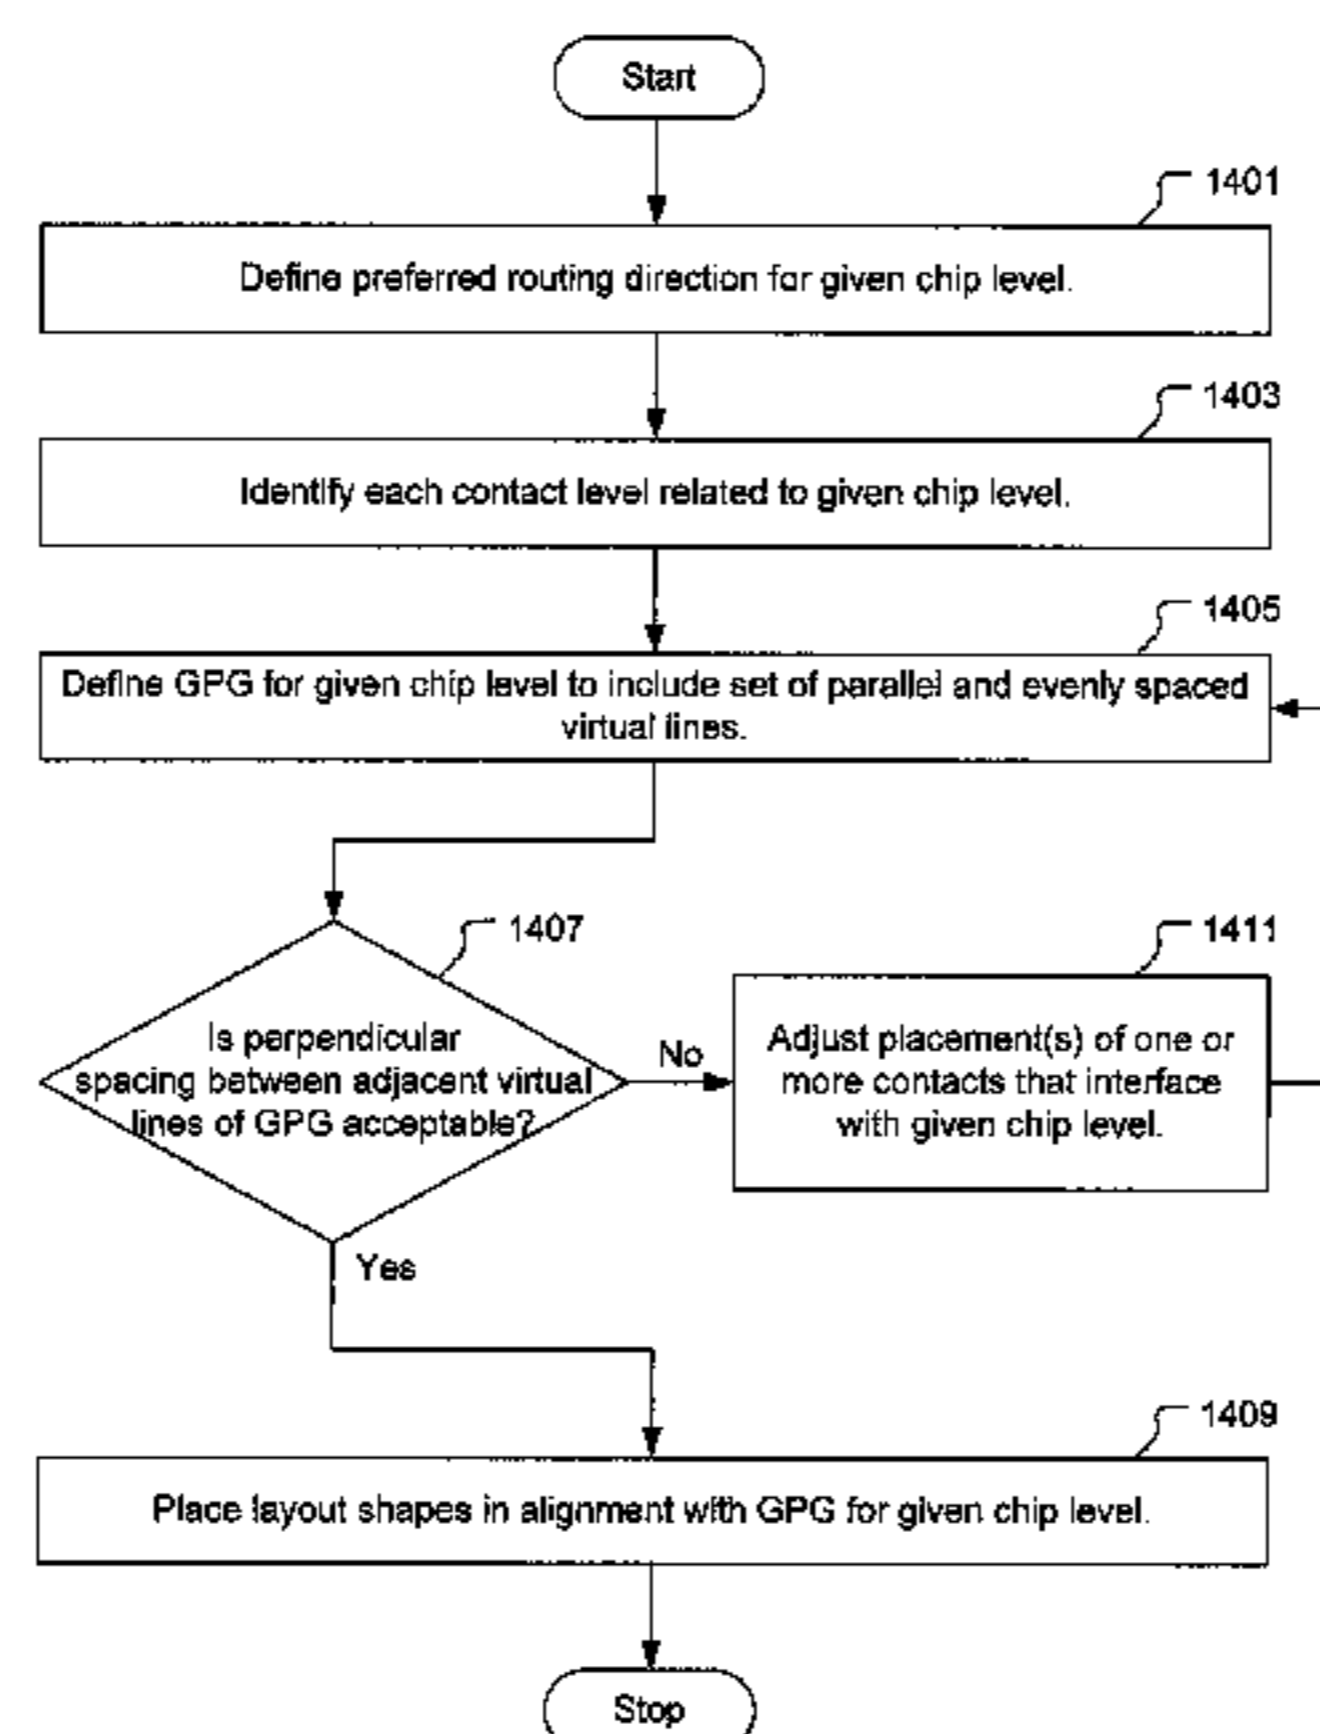 Start
1401
Define preferred routing direction for given chip level.
1403
Identify each contact level related to given chip level.
1405
Define GPG for given chip level to include set of parallel and evenly spaced
virtual lines.
1407
Is perpendicular
spacing between adjacent virtual
lines of GPG acceptable?
No
1411
Adjust placement(s) of one or
more contacts that interface
with given chip level.
Yes
1409
Place layout shapes in alignment with GPG for given chip level.
Stop